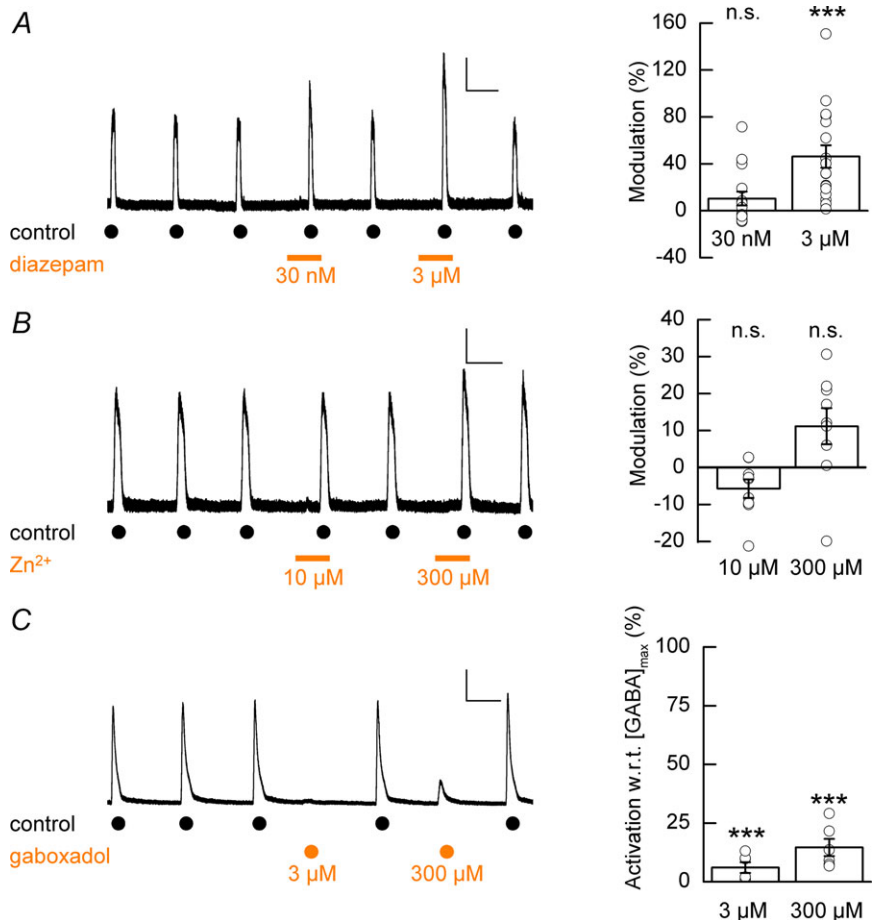 A
control
diazepam
30 nM 3 µM
n.s. ***
Modulation (%)
160
120
80
40
0
-40
30 nM 3 µM
B
control
Zn²⁺
10 µM 300 µM
n.s. n.s.
Modulation (%)
40
30
20
10
0
-10
-20
10 µM 300 µM
C
control
gaboxadol
3 µM 300 µM
Activation w.r.t. [GABA]max (%)
100
75
50
25
0
*** ***
3 µM 300 µM